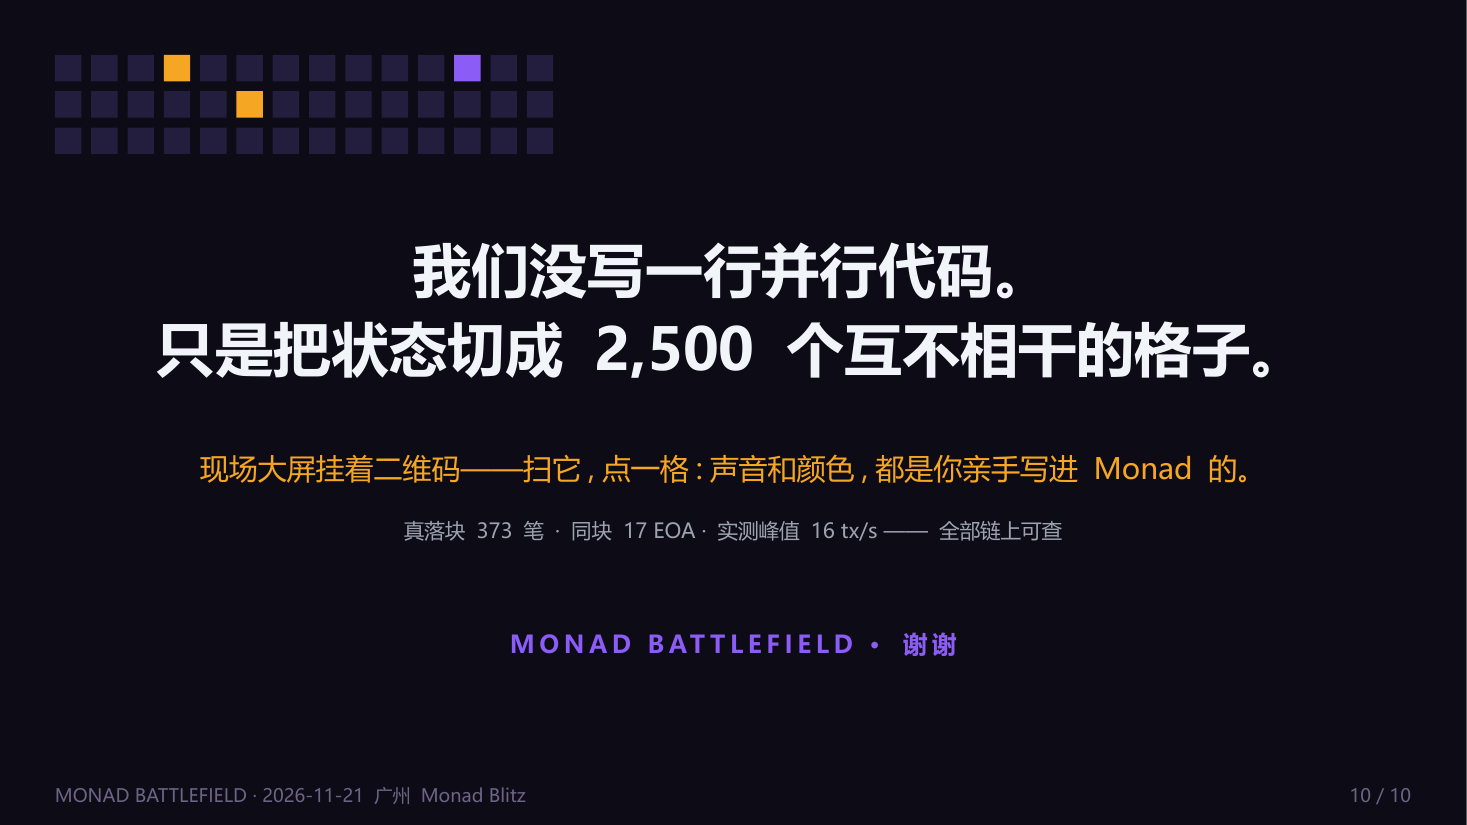 我们没写一行并行代码。
只是把状态切成 2,500 个互不相干的格子。
现场大屏挂着二维码——扫它,点一格:声音和颜色,都是你亲手写进 Monad 的。
真落块 373 笔 · 同块 17 EOA · 实测峰值 16 tx/s —— 全部链上可查
MONAD BATTLEFIELD · 谢谢
MONAD BATTLEFIELD · 2026-11-21 广州 Monad Blitz
10 / 10